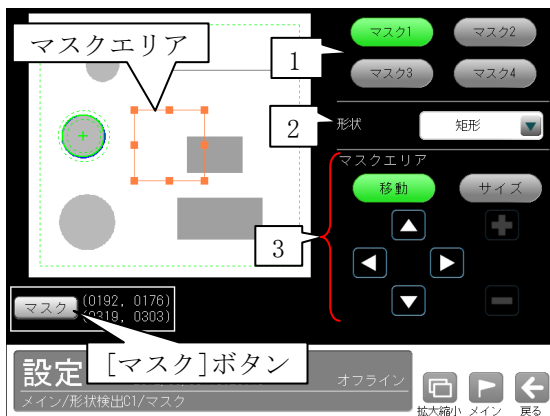 マスクエリア
1
マスク1
マスク2
マスク3
マスク4
2
形状
矩形
マスクエリア
3
移動
サイズ
マスク
(0192, 0176)
(0319, 0303)
[マスク]ボタン
設定
オフライン
メイン/形状検出C1/マスク
拡大縮小
メイン
戻る